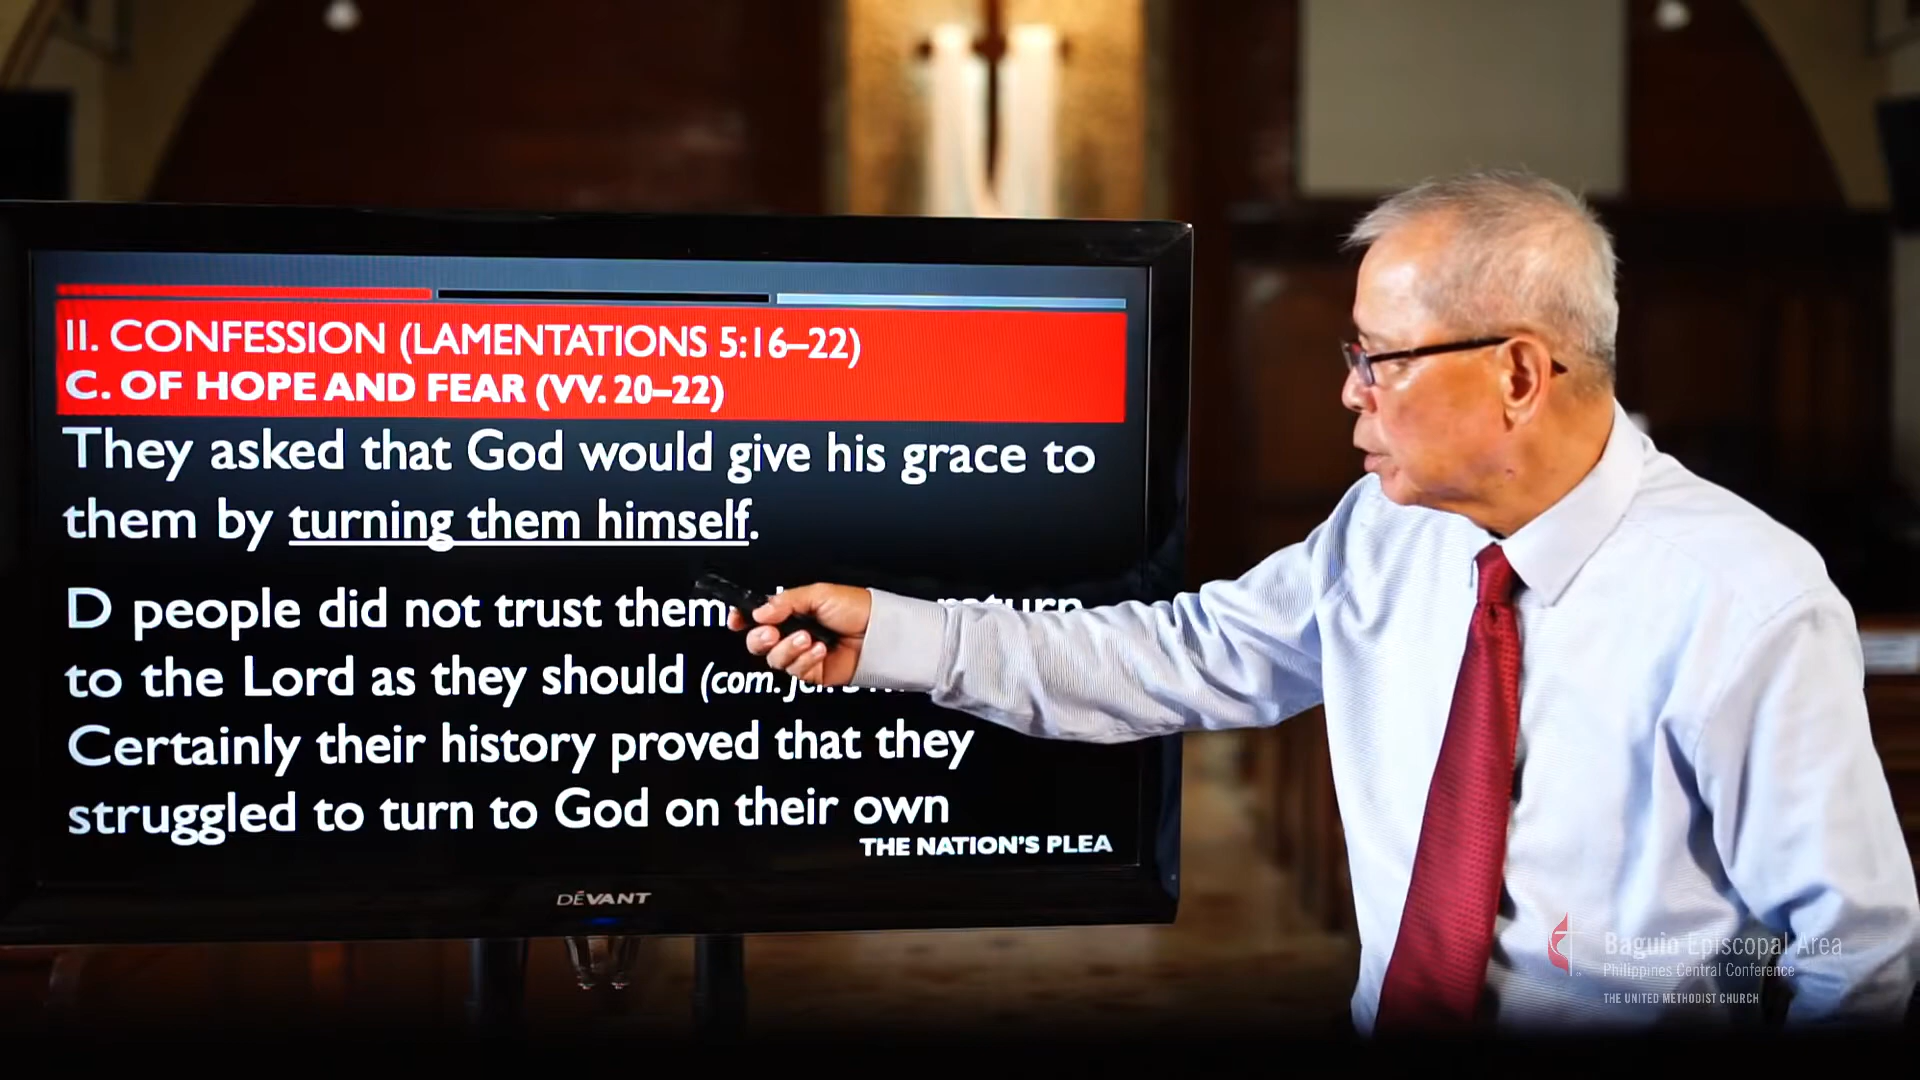 II. CONFESSION (LAMENTATIONS 5:16–22)
C. OF HOPE AND FEAR (VV. 20–22)
They asked that God would give his grace to
them by turning them himself.
D people did not trust
to the Lord as they should (com.
Certainly their history proved that they
struggled to turn to God on their own
THE NATION'S PLEA
DEVANT
Baguio Episcopal Area
Philippines Central Conference
THE UNITED METHODIST CHURCH